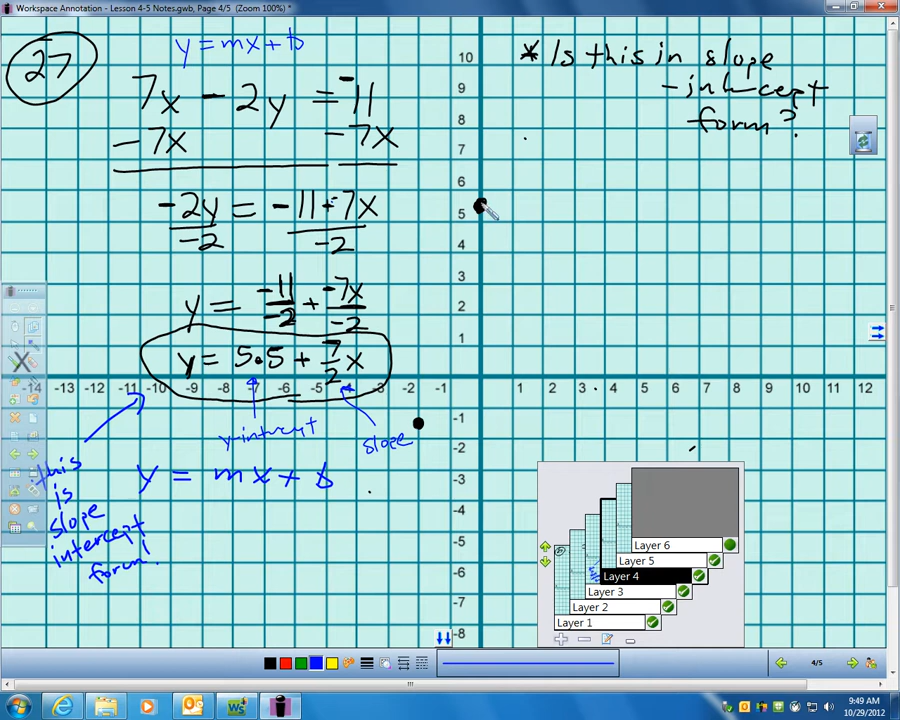 Workspace Annotation - Lesson 4-5 Notes.gwb, Page 4/5 (Zoom 100%) *
27
y = mx + b
7x - 2y = -11
-7x -7x
-2y = -11 + -7x
-2 -2
y = -11/-2 + -7x/-2
y = 5.5 + 7/2 x
y-intercept
slope
y = mx + b
this
is
slope
intercept
form!
* Is this in slope
-intercept
form?
10
9
8
7
6
5
4
3
2
1
-14 -13 -12 -11 -10 -9 -8 -7 -6 -5 -4 -3 -2 -1 1 2 3 4 5 6 7 8 9 10 11 12
-1
-2
-3
-4
-5
-6
-7
-8
Layer 6
Layer 5
Layer 4
Layer 3
Layer 2
Layer 1
4/5
9:49 AM
10/29/2012